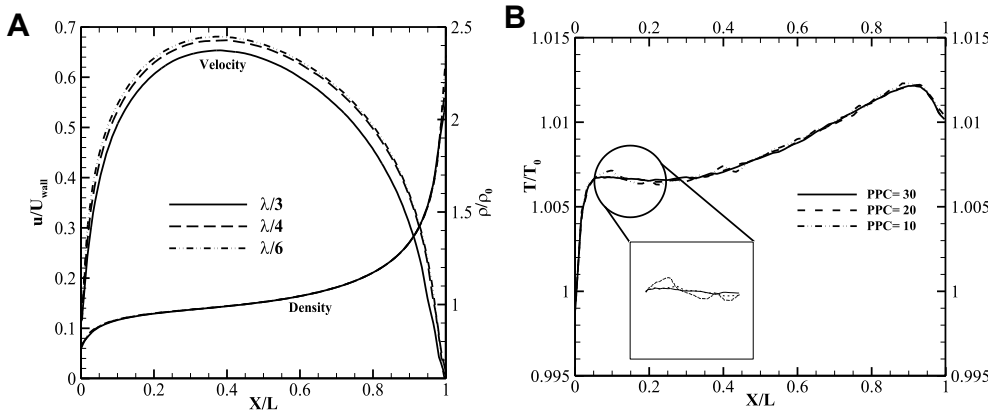 A
0.7
0.6
0.5
0.4
0.3
0.2
0.1
0
u/U_wall
2.5
2
1.5
1
ρ/ρ_0
Velocity
λ/3
λ/4
λ/6
Density
0 0.2 0.4 0.6 0.8 1
X/L
B
0 0.2 0.4 0.6 0.8 1
1.015
1.01
1.005
1
0.995
T/T_0
1.015
1.01
1.005
1
0.995
PPC= 30
PPC= 20
PPC= 10
0 0.2 0.4 0.6 0.8 1
X/L